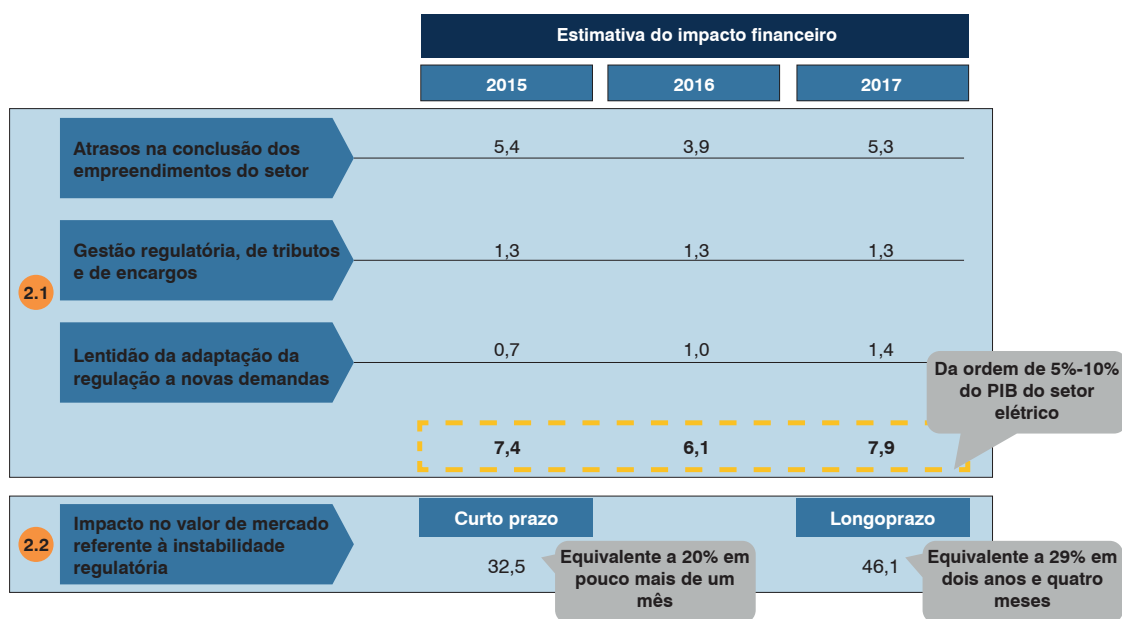 Estimativa do impacto financeiro
2015 2016 2017
2.1
Atrasos na conclusão dos
empreendimentos do setor
5,4 3,9 5,3
Gestão regulatória, de tributos
e de encargos
1,3 1,3 1,3
Lentidão da adaptação da
regulação a novas demandas
0,7 1,0 1,4
7,4 6,1 7,9
Da ordem de 5%-10%
do PIB do setor
elétrico
2.2
Impacto no valor de mercado
referente à instabilidade
regulatória
Curto prazo
32,5
Equivalente a 20% em
pouco mais de um
mês
Longoprazo
46,1
Equivalente a 29% em
dois anos e quatro
meses